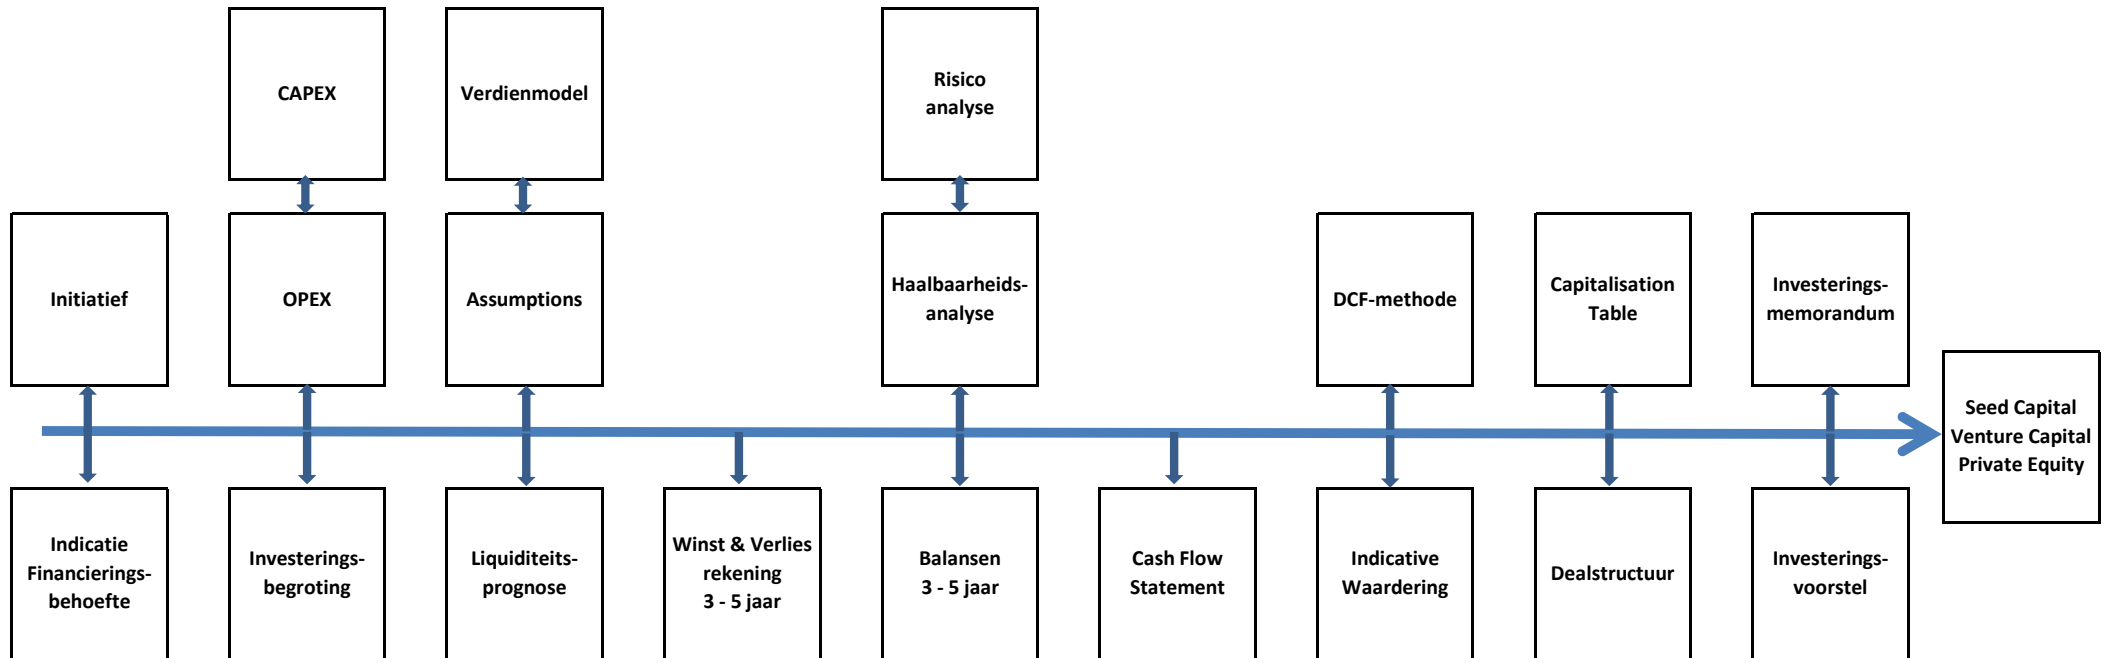 CAPEX
Verdienmodel
Risico
analyse
Initiatief
OPEX
Assumptions
Haalbaarheids-
analyse
DCF-methode
Capitalisation
Table
Investerings-
memorandum
Seed Capital
Venture Capital
Private Equity
Indicatie
Financierings-
behoefte
Investerings-
begroting
Liquiditeits-
prognose
Winst & Verlies
rekening
3 - 5 jaar
Balansen
3 - 5 jaar
Cash Flow
Statement
Indicative
Waardering
Dealstructuur
Investerings-
voorstel